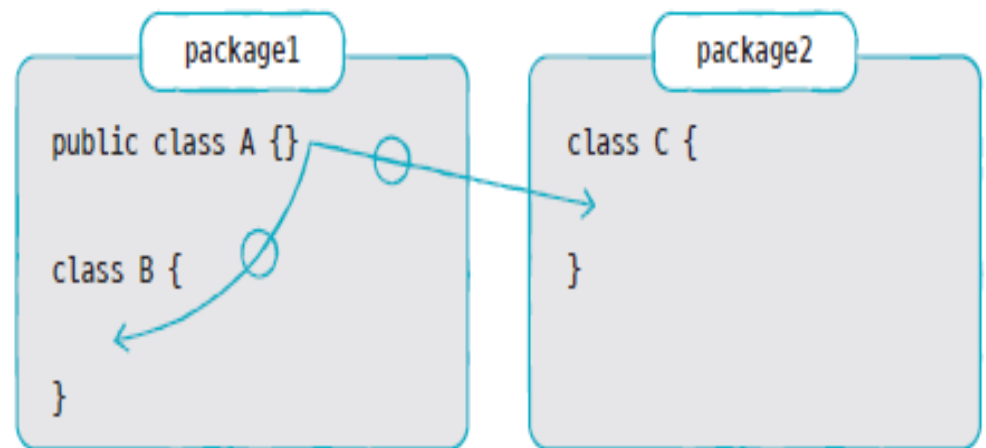 package1
public class A {}
class B {
}
package2
class C {
}